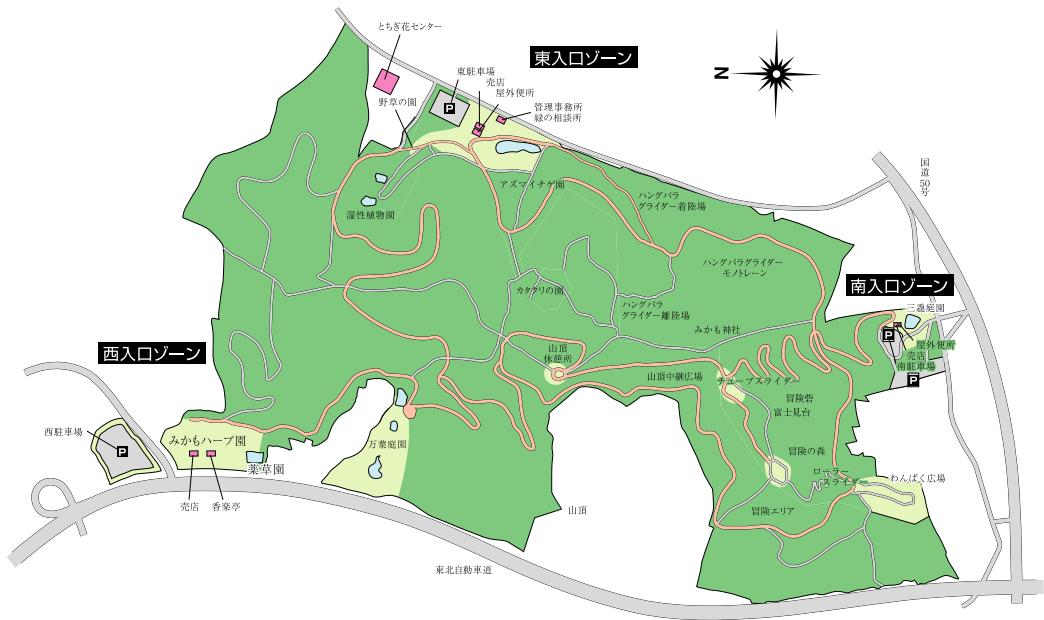 とちぎ花センター
東入口ゾーン
東駐車場
売店
屋外便所
P
野草の園
管理事務所
緑の相談所
N
国道50号
アズマイチゲ園
ハングパラ
グライダー着陸場
湿性植物園
ハングパラグライダー
モノトレーン
カタクリの園
南入口ゾーン
ハングパラ
グライダー離陸場
三毳庭園
みかも神社
P
屋外便所
売店
南駐車場
P
西入口ゾーン
山頂
休憩所
山頂中継広場
チューブスライダー
冒険砦
富士見台
西駐車場
P
みかもハーブ園
万葉庭園
冒険の森
薬草園
ローラー
スライダー
わんぱく広場
売店
香楽亭
山頂
冒険エリア
東北自動車道